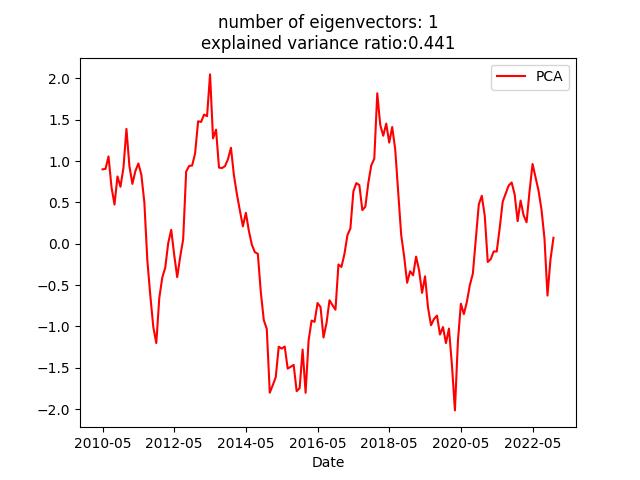 number of eigenvectors: 1
explained variance ratio:0.441
PCA
2.0
1.5
1.0
0.5
0.0
−0.5
−1.0
−1.5
−2.0
2010-05 2012-05 2014-05 2016-05 2018-05 2020-05 2022-05
Date